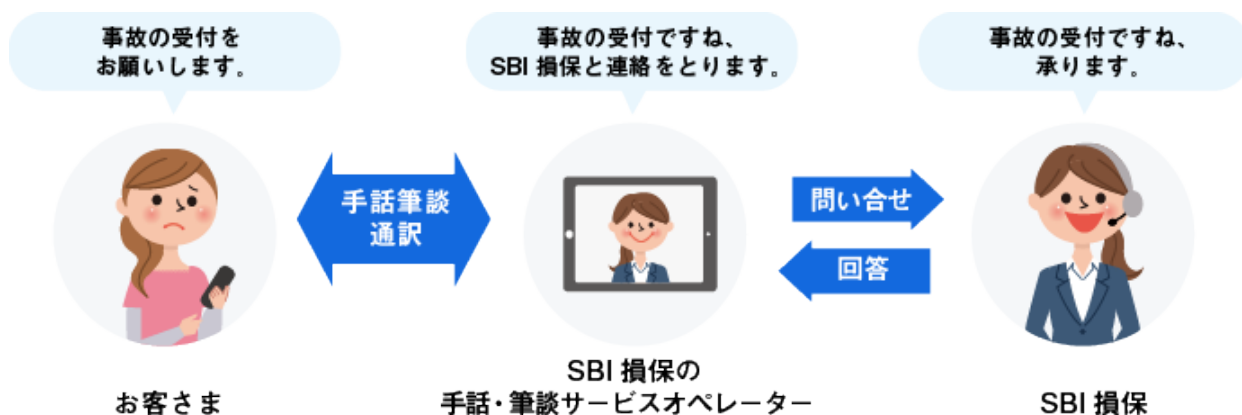 事故の受付を
お願いします。
事故の受付ですね、
SBI 損保と連絡をとります。
事故の受付ですね、
承ります。
手話筆談
通訳
問い合せ
回答
お客さま
SBI 損保の
手話・筆談サービスオペレーター
SBI 損保